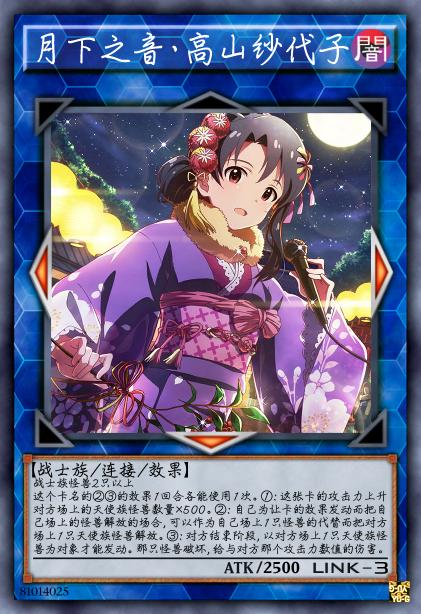 月下之音·高山纱代子
闇
【战士族/连接/效果】
战士族怪兽2只以上
这个卡名的②③的效果1回合各能使用1次。①:这张卡的攻击力上升
对方场上的天使族怪兽数量×500。②:自己为让卡的效果发动而把自
己场上的怪兽解放的场合,可以作为自己场上1只怪兽的代替而把对方
场上1只天使族怪兽解放。③:对方结束阶段,以对方场上1只天使族怪
兽为对象才能发动。那只怪兽破坏,给与对方那个攻击力数值的伤害。
ATK/2500 LINK-3
81014025